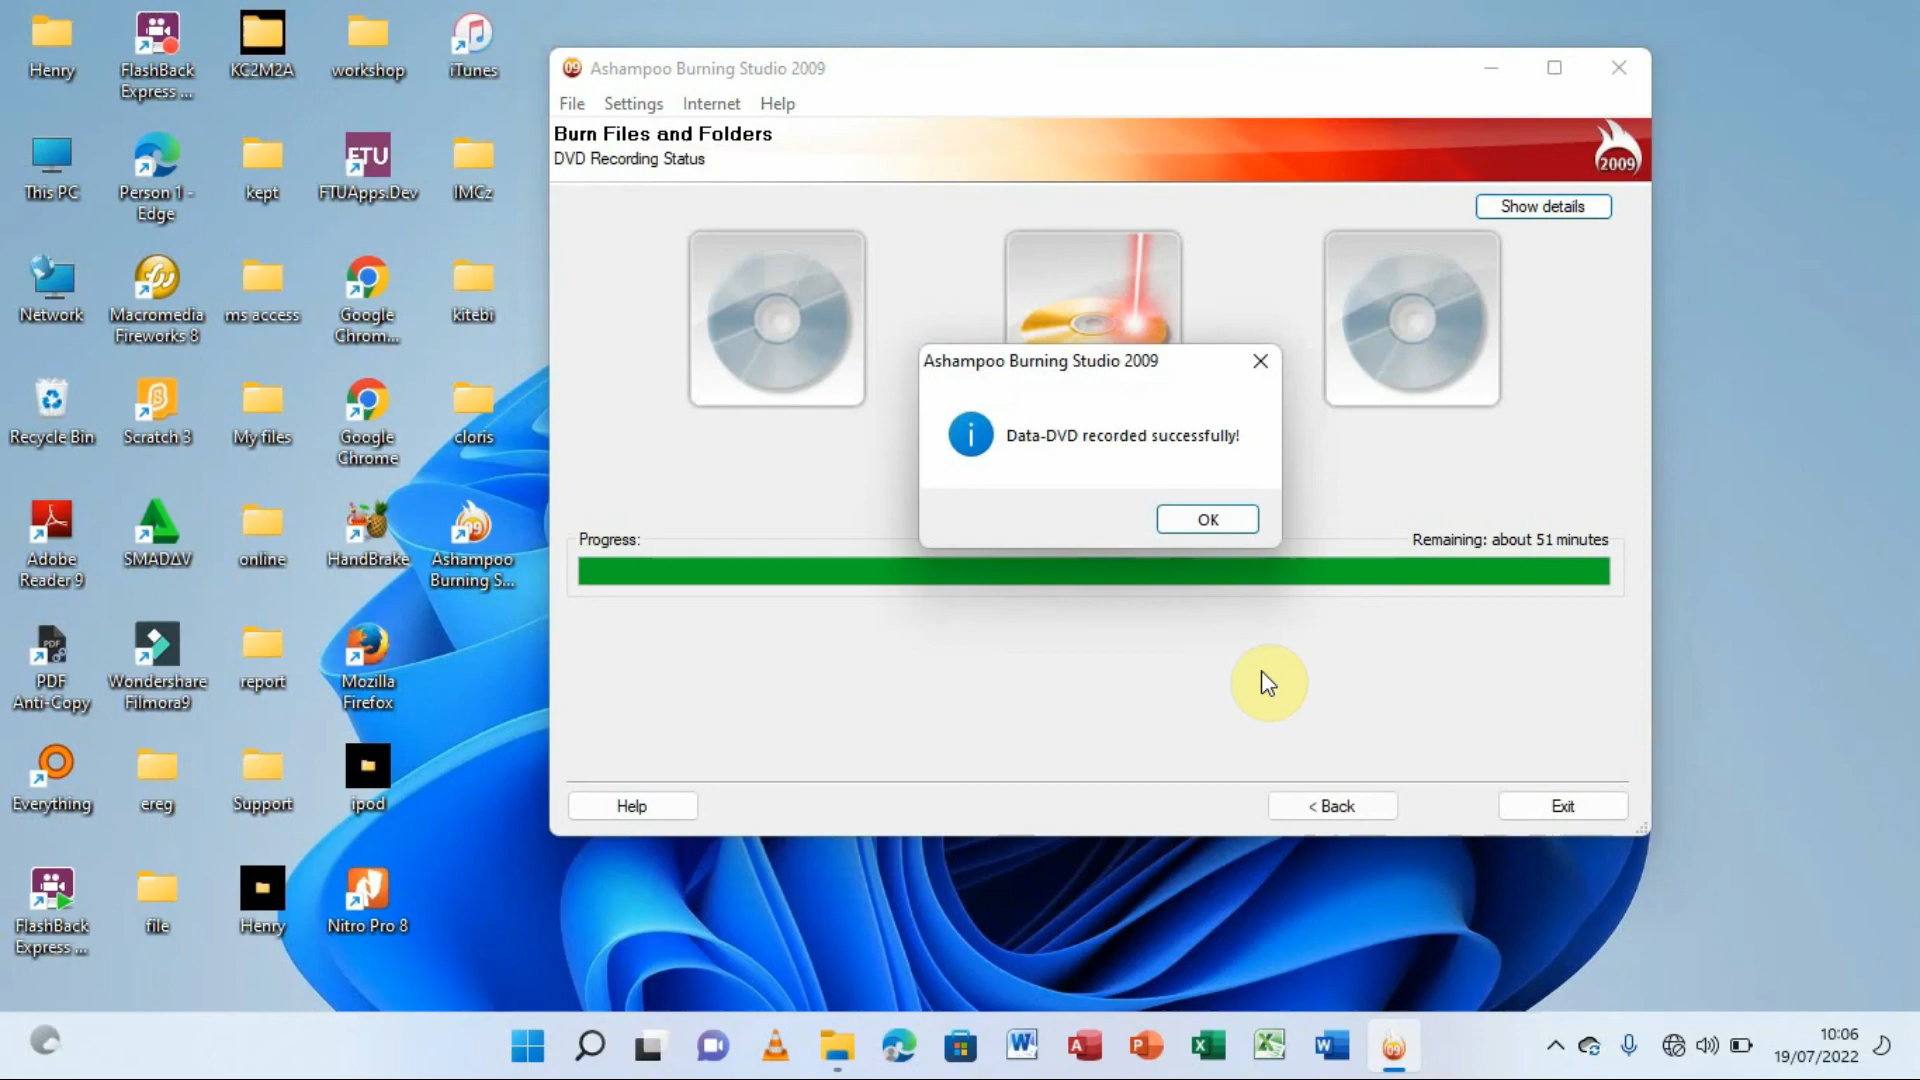 Henry
FlashBack
Express ...
KC2M2A
workshop
iTunes
This PC
Person 1 -
Edge
kept
FTU
FTUApps.Dev
IMCz
Network
Macromedia
Fireworks 8
ms access
Google
Chrom...
kitebi
Recycle Bin
Scratch 3
My files
Google
Chrome
cloris
Adobe
Reader 9
SMADAV
online
HandBrake
09
Ashampoo
Burning S...
PDF
PDF
Anti-Copy
Wondershare
Filmora9
report
Mozilla
Firefox
Everything
ereg
Support
ipod
FlashBack
Express ...
file
Henry
Nitro Pro 8
09 Ashampoo Burning Studio 2009
File Settings Internet Help
Burn Files and Folders
DVD Recording Status
2009
Show details
Ashampoo Burning Studio 2009
i
Data-DVD recorded successfully!
OK
Progress:
Remaining: about 51 minutes
Help
< Back
Exit
W
A
P
X
X
W
09
10:06
19/07/2022